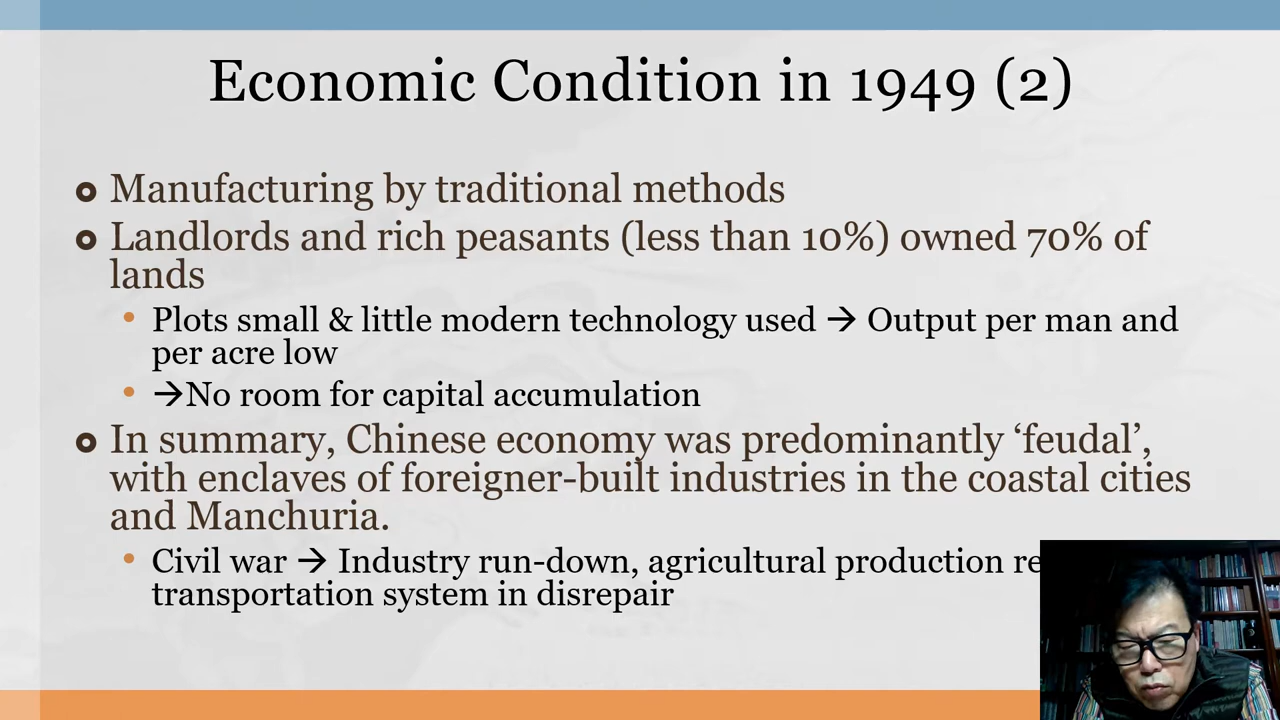 Economic Condition in 1949 (2)
Manufacturing by traditional methods
Landlords and rich peasants (less than 10%) owned 70% of
lands
Plots small & little modern technology used → Output per man and
per acre low
→No room for capital accumulation
In summary, Chinese economy was predominantly ‘feudal’,
with enclaves of foreigner-built industries in the coastal cities
and Manchuria.
Civil war → Industry run-down, agricultural production
transportation system in disrepair